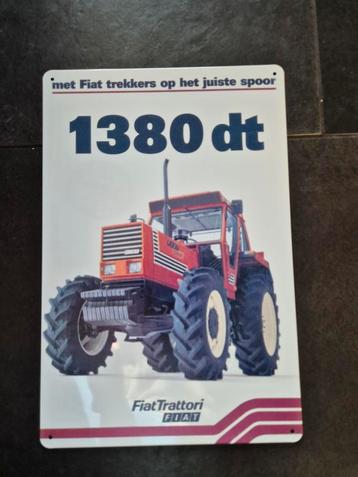 met Fiat trekkers op het juiste spoor
1380 dt
FiatTrattori
FIAT